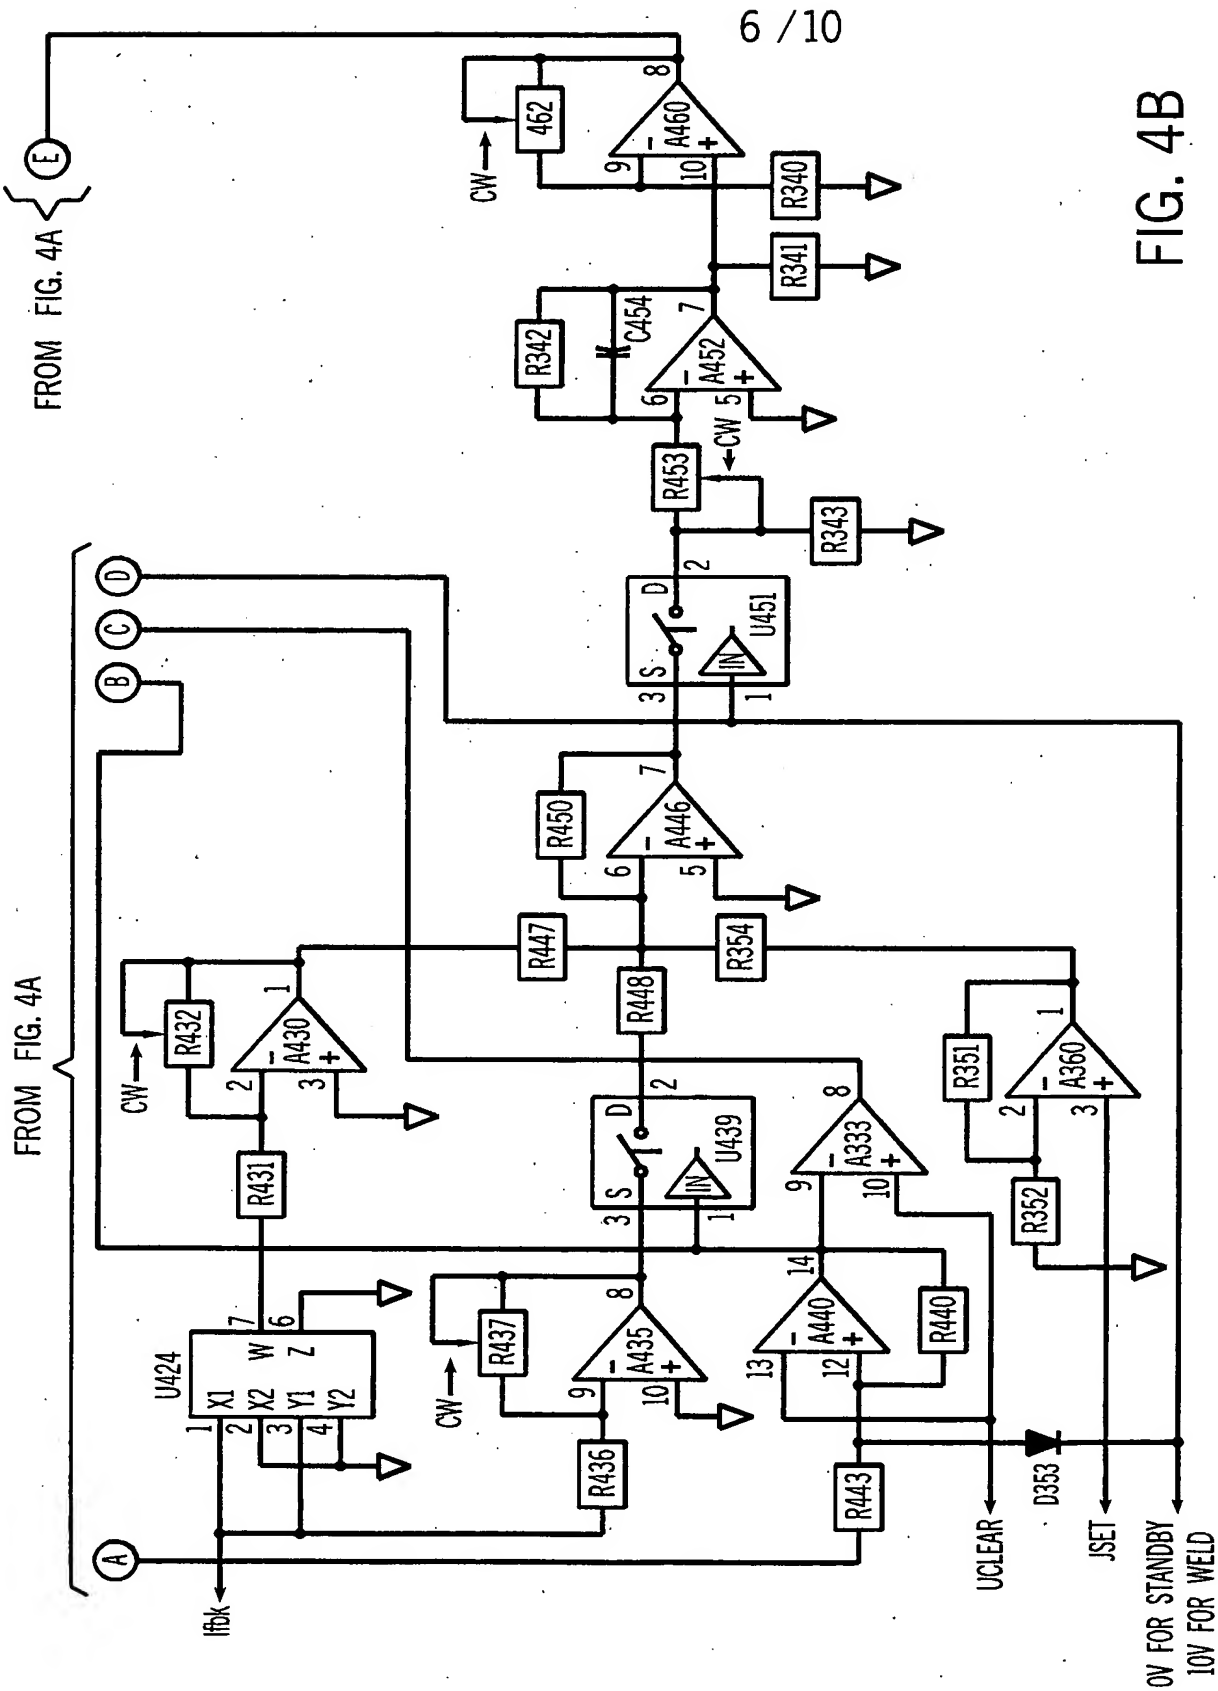 6 / 10
FROM FIG. 4A
A
B
C
D
FROM FIG. 4A
E
Ifbk
U424
1
X1
2
X2
3
Y1
4
Y2
7
W
6
Z
R431
CW
R432
2
-
3
+
A430
1
R447
CW
R437
R436
9
-
10
+
A435
8
3
S
D
2
IN
1
U439
R448
R450
6
-
5
+
A446
7
R354
3
S
D
2
IN
1
U451
R343
R453
CW
R342
C454
6
-
5
+
A452
7
R341
R340
CW
462
9
-
10
+
A460
8
R443
13
-
12
+
A440
14
R440
9
-
10
+
A333
8
R352
R351
2
-
3
+
A360
1
UCLEAR
D353
JSET
0V FOR STANDBY
10V FOR WELD
FIG. 4B